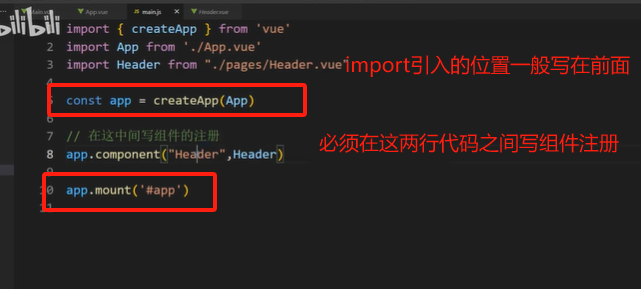 bilibili
Main.vue App.vue main.js Header.vue
import { createApp } from 'vue'
2 import App from './App.vue'
3 import Header from "./pages/Header.vue"
import引入的位置一般写在前面
const app = createApp(App)
7 // 在这中间写组件的注册
8 app.component("Header",Header)
必须在这两行代码之间写组件注册
10 app.mount('#app')
11